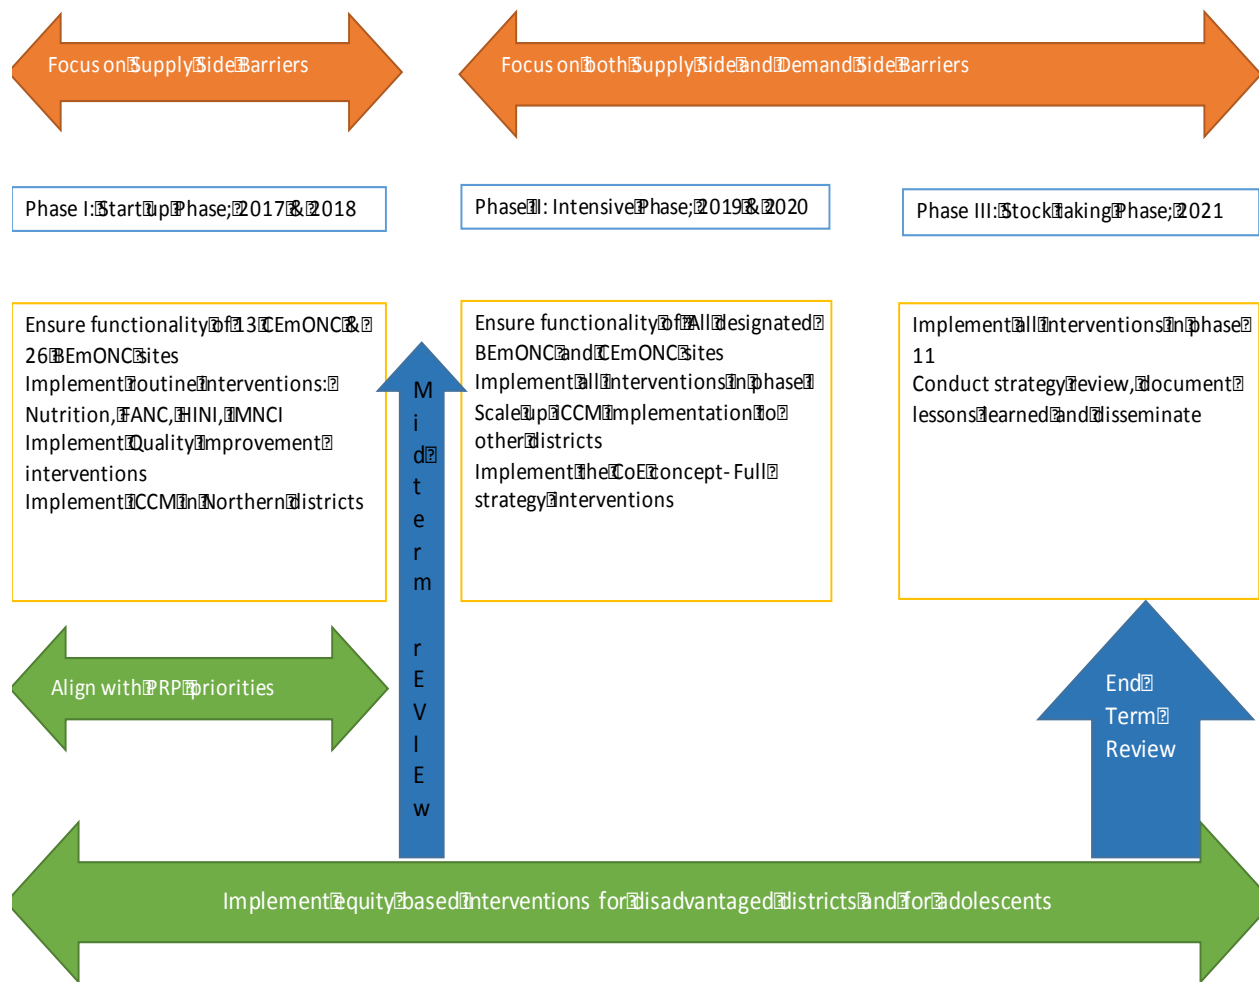 Focus on Supply Side Barriers
Focus on both Supply Side and Demand Side Barriers
Phase I: Start up Phase; 2017 & 2018
Phase II: Intensive Phase; 2019 & 2020
Phase III: Stock taking Phase; 2021
Ensure functionality of 13 CEmONC &
26 BEmONC sites
Implement routine interventions:
Nutrition, FANC, HINI, IMNCI
Implement Quality Improvement
interventions
Implement ICCM in Northern districts
Mid term rEVIEw
Ensure functionality of All designated
BEmONC and CEmONC sites
Implement all interventions in phase I
Scale up ICCM implementation to
other districts
Implement the CoE concept- Full
strategy interventions
Implement all interventions in phase
11
Conduct strategy review, document
lessons learned and disseminate
Align with PRP priorities
End
Term
Review
Implement equity based interventions for disadvantaged districts and for adolescents